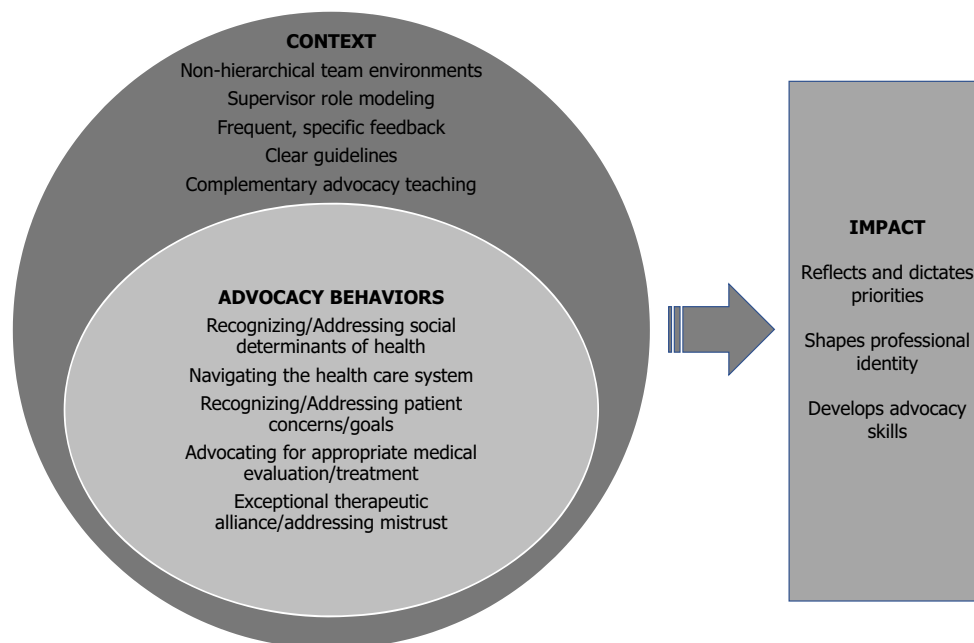 CONTEXT
Non-hierarchical team environments
Supervisor role modeling
Frequent, specific feedback
Clear guidelines
Complementary advocacy teaching
ADVOCACY BEHAVIORS
Recognizing/Addressing social
determinants of health
Navigating the health care system
Recognizing/Addressing patient
concerns/goals
Advocating for appropriate medical
evaluation/treatment
Exceptional therapeutic
alliance/addressing mistrust
IMPACT
Reflects and dictates
priorities
Shapes professional
identity
Develops advocacy
skills